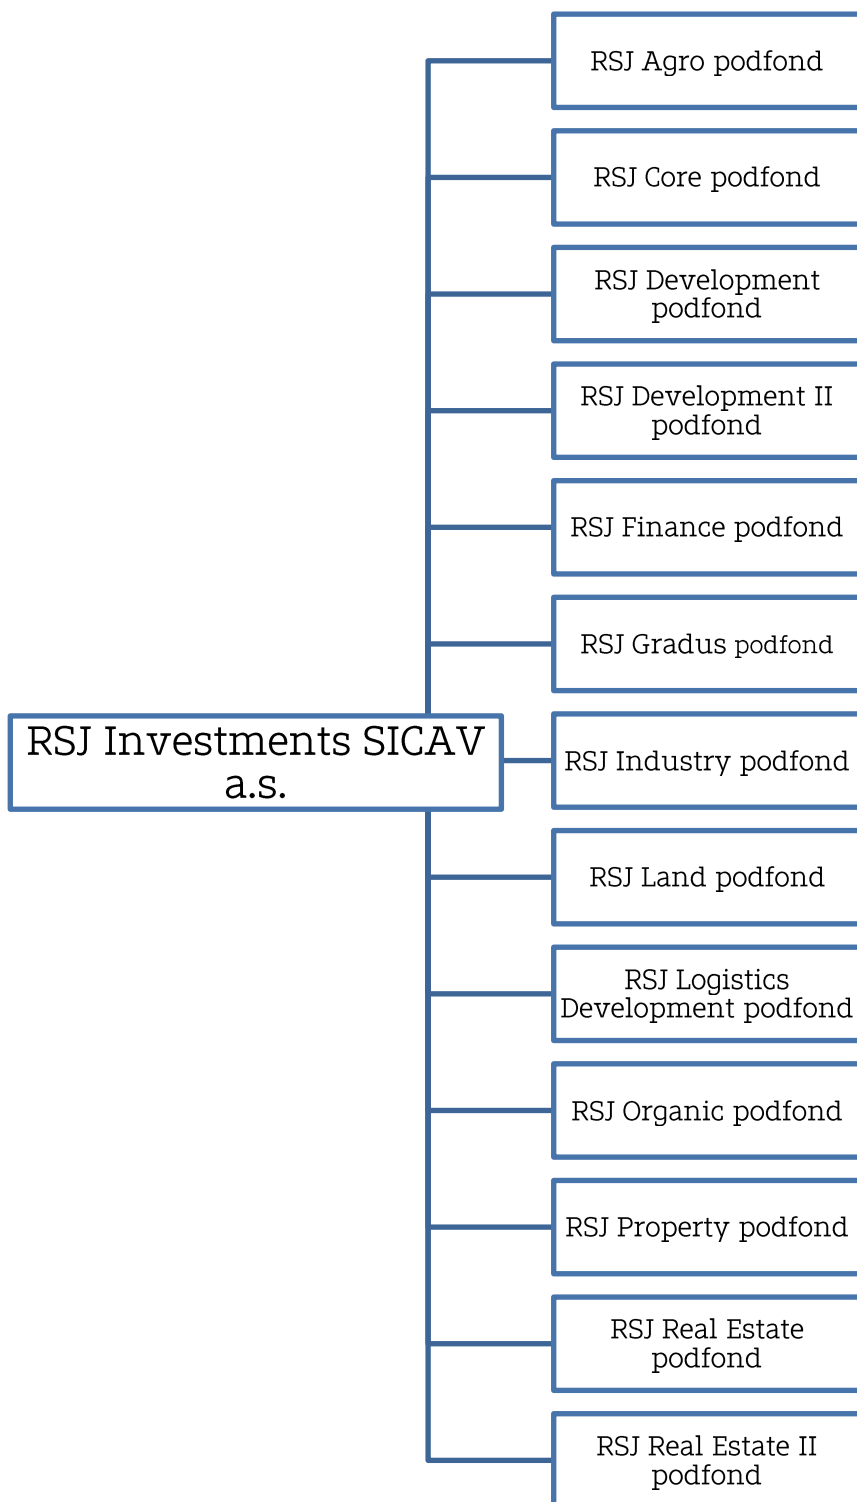 RSJ Agro podfond
RSJ Core podfond
RSJ Development
podfond
RSJ Development II
podfond
RSJ Finance podfond
RSJ Gradus podfond
RSJ Investments SICAV
a.s.
RSJ Industry podfond
RSJ Land podfond
RSJ Logistics
Development podfond
RSJ Organic podfond
RSJ Property podfond
RSJ Real Estate
podfond
RSJ Real Estate II
podfond